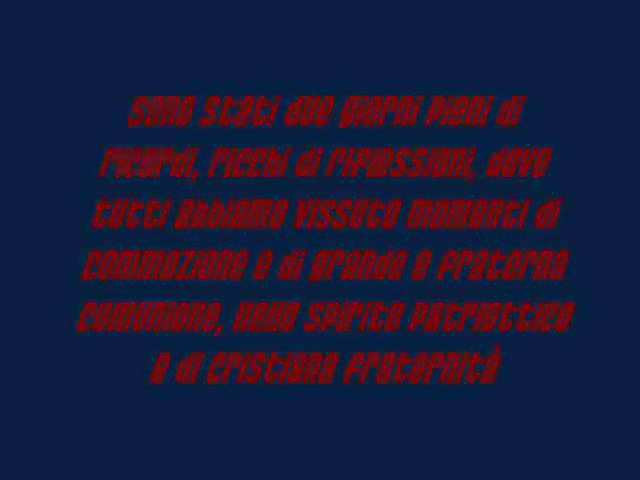 Sono stati due giorni pieni di
ricordi, ricchi di riflessioni, dove
tutti abbiamo vissuto momenti di
commozione e di grande e fraterna
comunione, nello spirito patriottico
e di cristiana fraternità